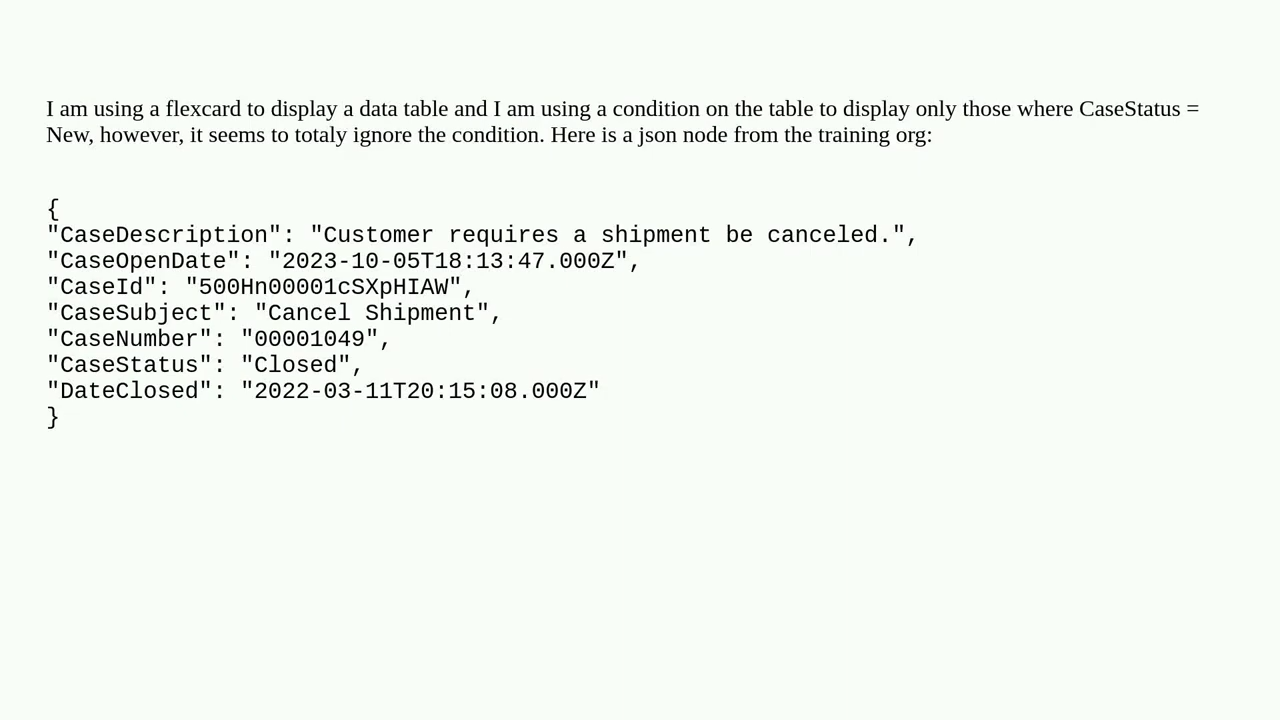 I am using a flexcard to display a data table and I am using a condition on the table to display only those where CaseStatus =
New, however, it seems to totaly ignore the condition. Here is a json node from the training org:
{
"CaseDescription": "Customer requires a shipment be canceled.",
"CaseOpenDate": "2023-10-05T18:13:47.000Z",
"CaseId": "500Hn00001cSXpHIAW",
"CaseSubject": "Cancel Shipment",
"CaseNumber": "00001049",
"CaseStatus": "Closed",
"DateClosed": "2022-03-11T20:15:08.000Z"
}